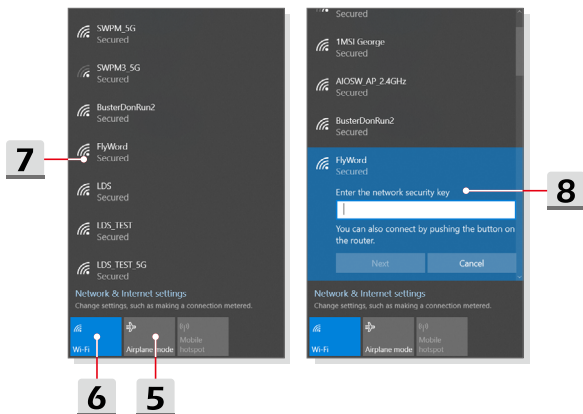 SWPM_5G
Secured
SWPM3_5G
Secured
BusterDonRun2
Secured
FlyWord
Secured
LDS
Secured
LDS_TEST
Secured
LDS_TEST_5G
Secured
Network & Internet settings
Change settings, such as making a connection metered.
Wi-Fi
Airplane mode
Mobile
hotspot
7
6
5
Secured
1MSI George
Secured
AIOSW_AP_2.4GHz
Secured
BusterDonRun2
Secured
FlyWord
Secured
Enter the network security key
You can also connect by pushing the button on
the router.
Next
Cancel
Network & Internet settings
Change settings, such as making a connection metered.
Wi-Fi
Airplane mode
Mobile
hotspot
8